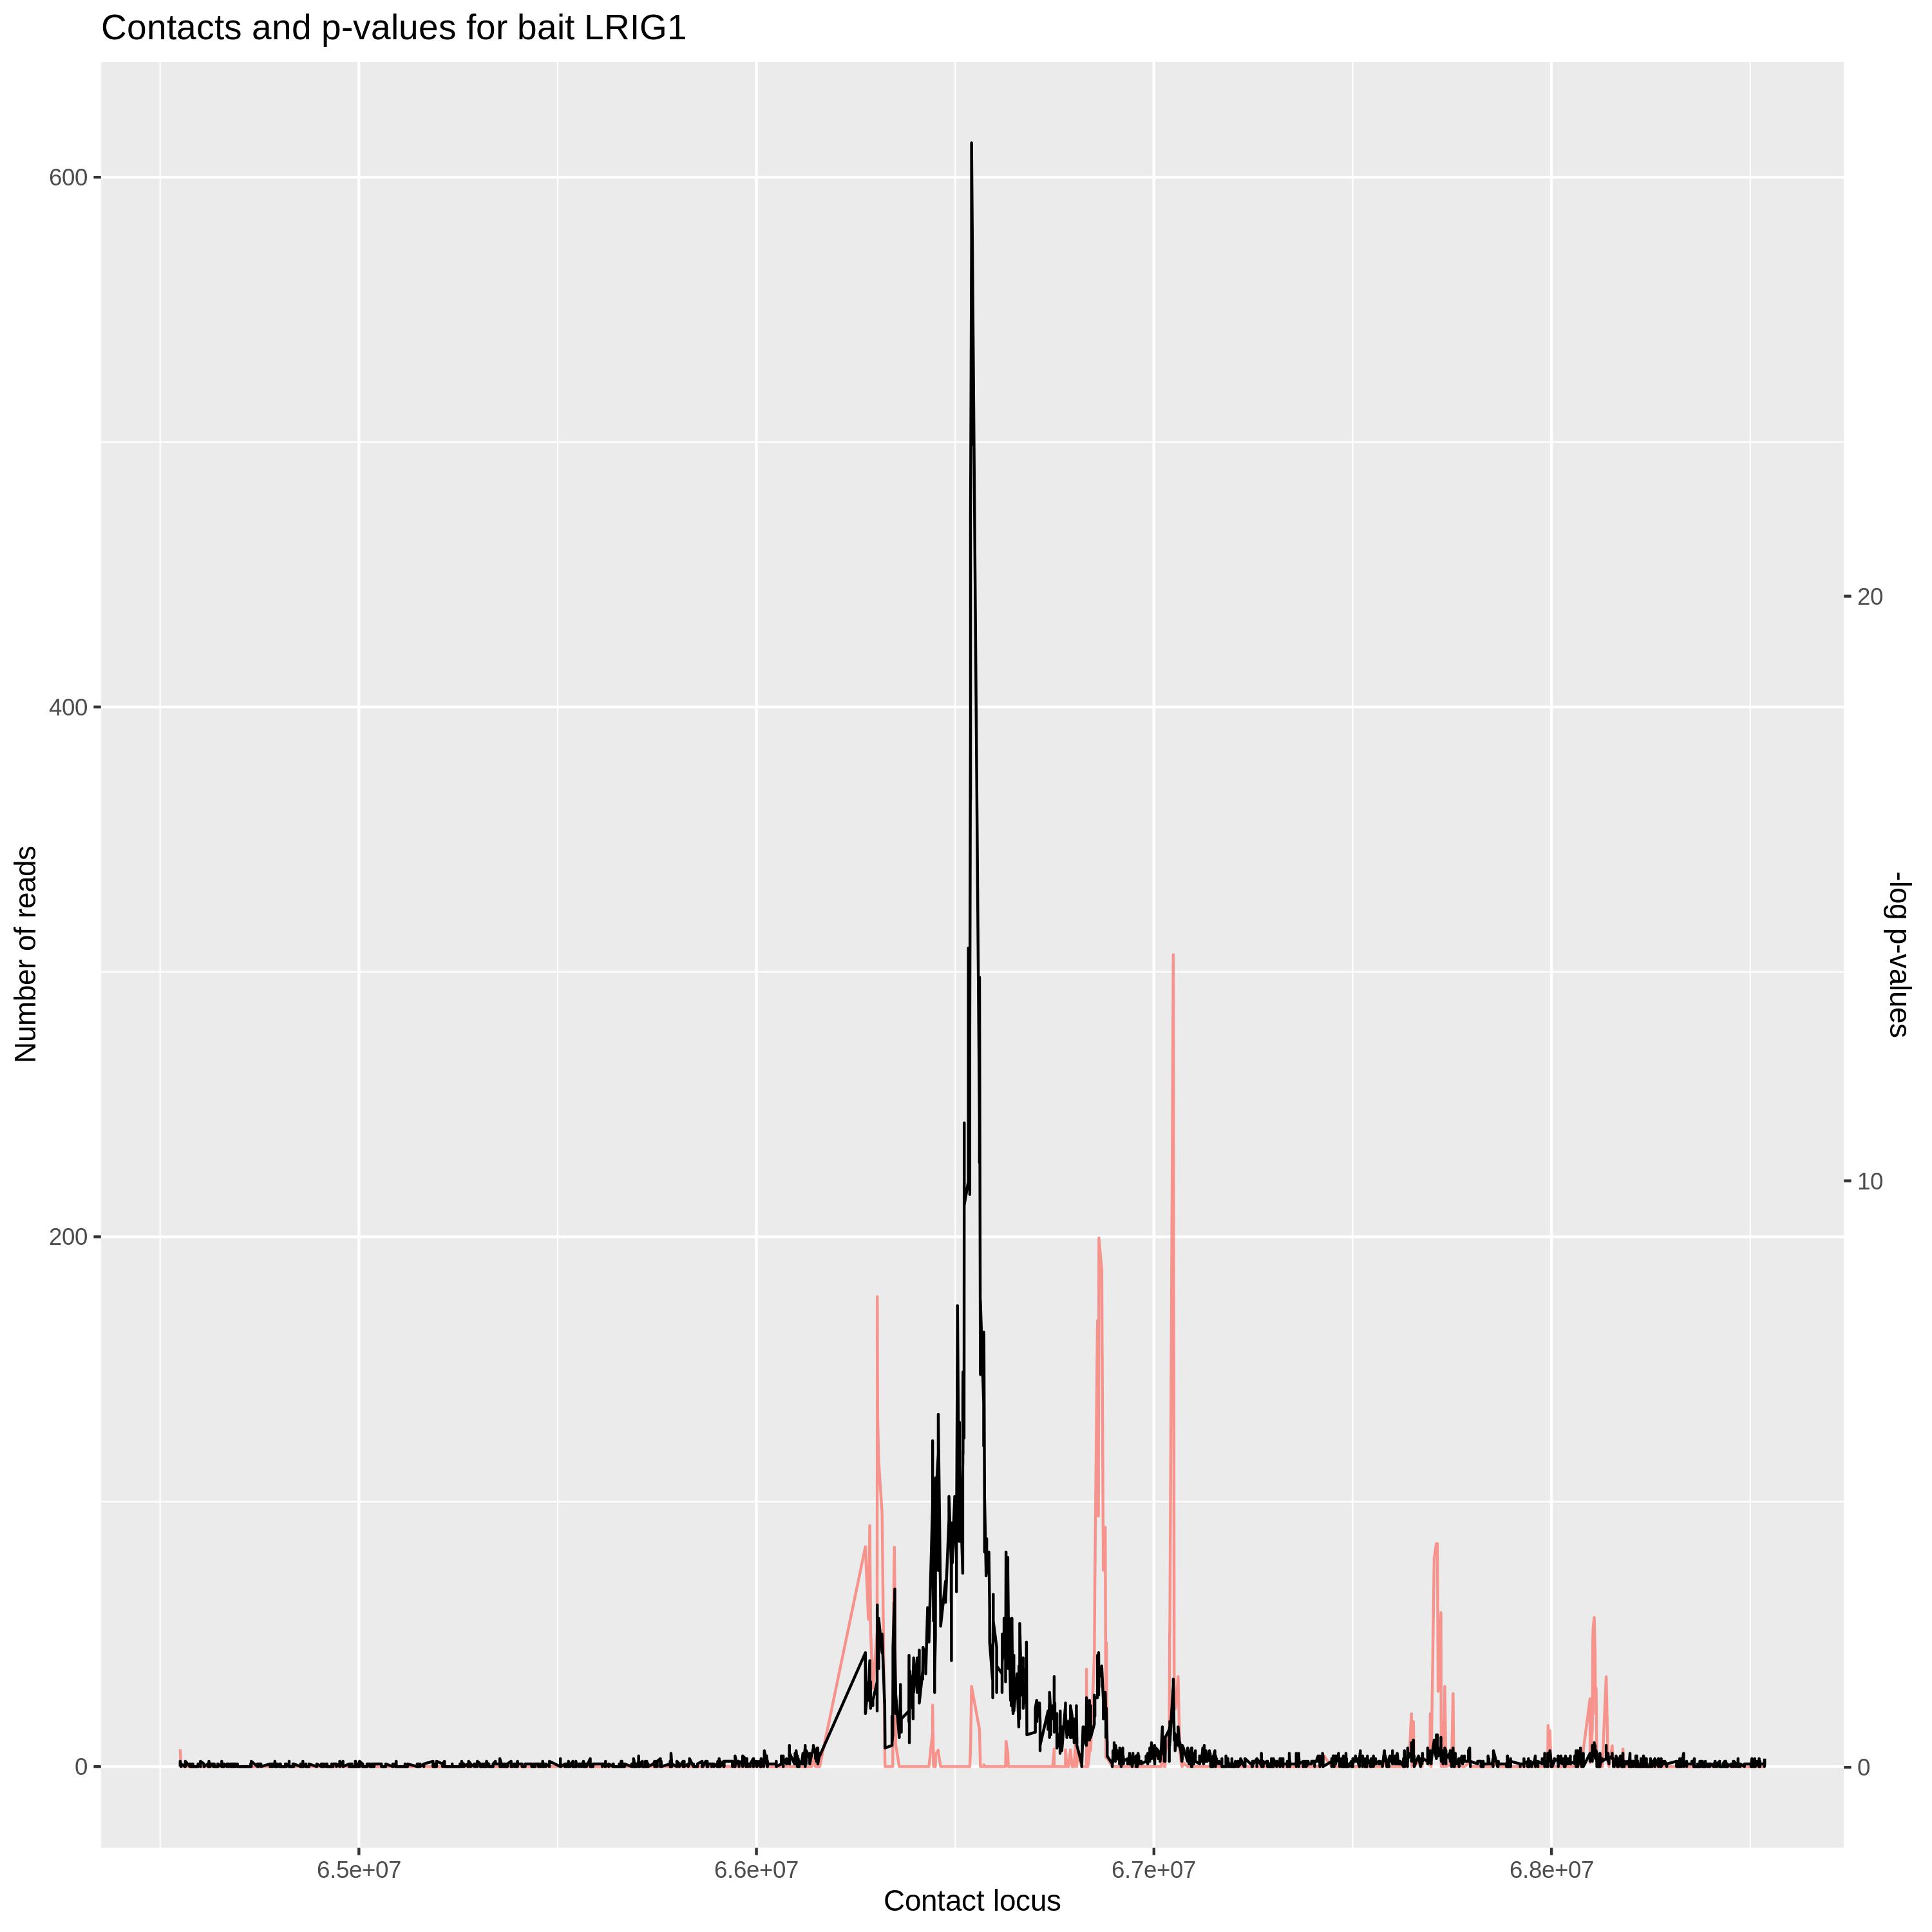 Contacts and p-values for bait LRIG1
600
400
200
0
Number of reads
20
10
0
-log p-values
6.5e+07 6.6e+07 6.7e+07 6.8e+07
Contact locus